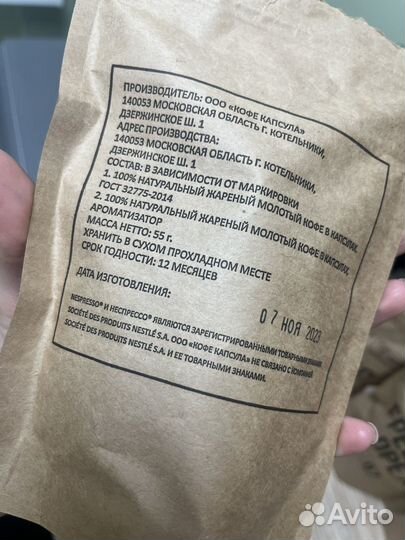 ПРОИЗВОДИТЕЛЬ: ООО «КОФЕ КАПСУЛА»
140053 МОСКОВСКАЯ ОБЛАСТЬ Г. КОТЕЛЬНИКИ,
ДЗЕРЖИНСКОЕ Ш. 1
АДРЕС ПРОИЗВОДСТВА:
140053 МОСКОВСКАЯ ОБЛАСТЬ Г. КОТЕЛЬНИКИ,
ДЗЕРЖИНСКОЕ Ш. 1
СОСТАВ: В ЗАВИСИМОСТИ ОТ МАРКИРОВКИ
1. 100% НАТУРАЛЬНЫЙ ЖАРЕНЫЙ МОЛОТЫЙ КОФЕ В КАПСУЛАХ.
ГОСТ 32775-2014
2. 100% НАТУРАЛЬНЫЙ ЖАРЕНЫЙ МОЛОТЫЙ КОФЕ В КАПСУЛАХ,
АРОМАТИЗАТОР
МАССА НЕТТО: 55 г.
ХРАНИТЬ В СУХОМ ПРОХЛАДНОМ МЕСТЕ
СРОК ГОДНОСТИ: 12 МЕСЯЦЕВ
ДАТА ИЗГОТОВЛЕНИЯ:
07 НОЯ 2023
NESPRESSO® И НЕСПРЕССО® ЯВЛЯЮТСЯ ЗАРЕГИСТРИРОВАННЫМИ ТОВАРНЫМИ ЗНАКАМИ
SOCIÉTÉ DES PRODUITS NESTLÉ S.A. ООО «КОФЕ КАПСУЛА» НЕ СВЯЗАНО С КОМПАНИЕЙ
SOCIÉTÉ DES PRODUITS NESTLÉ S.A. И ЕЕ ТОВАРНЫМИ ЗНАКАМИ.
Avito